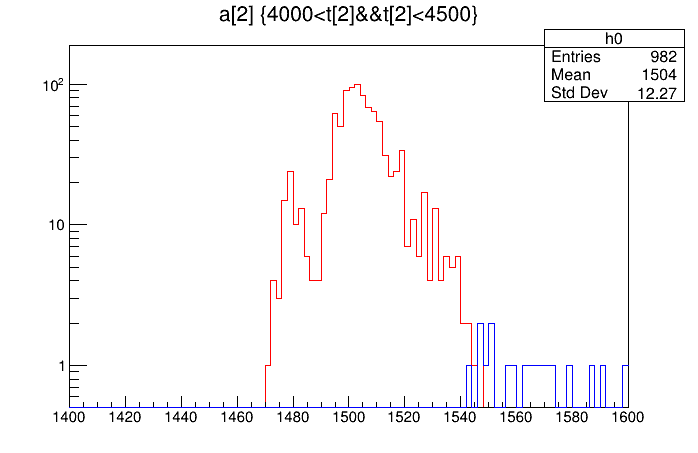 a[2] {4000<t[2]&&t[2]<4500}
h0
Entries 982
Mean 1504
Std Dev 12.27
10²
10
1
1400 1420 1440 1460 1480 1500 1520 1540 1560 1580 1600